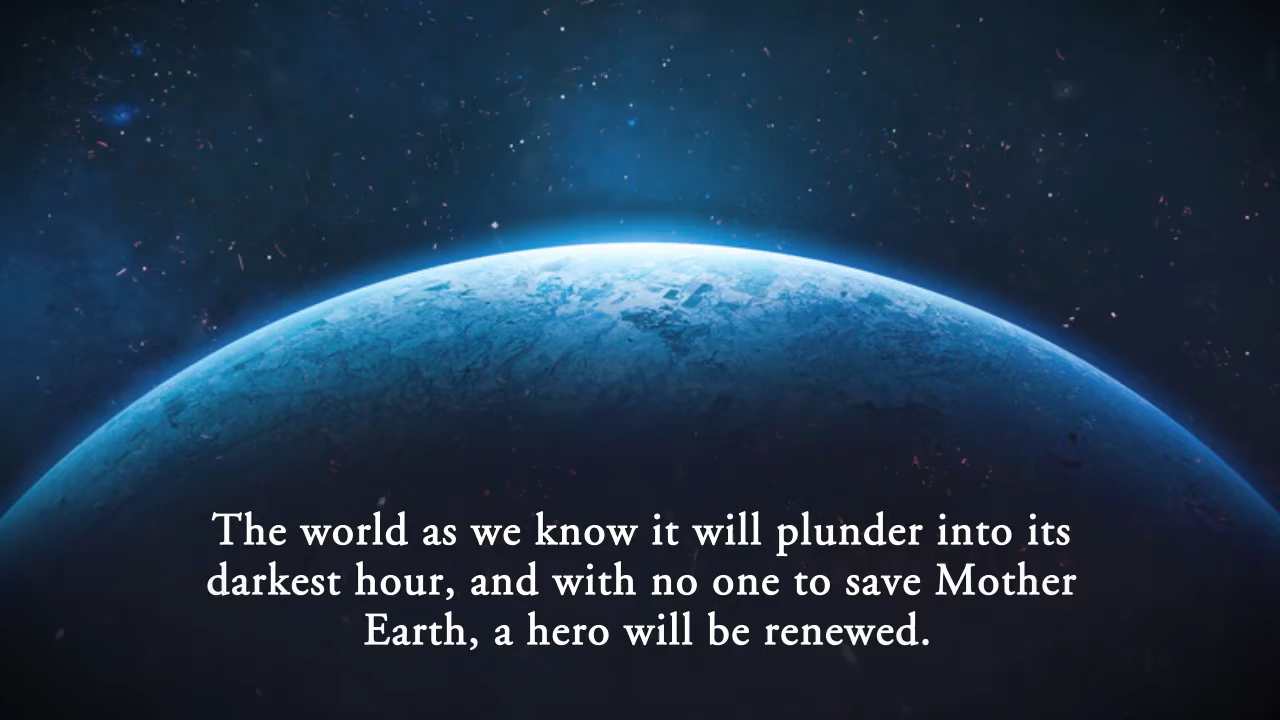 The world as we know it will plunder into its
darkest hour, and with no one to save Mother
Earth, a hero will be renewed.